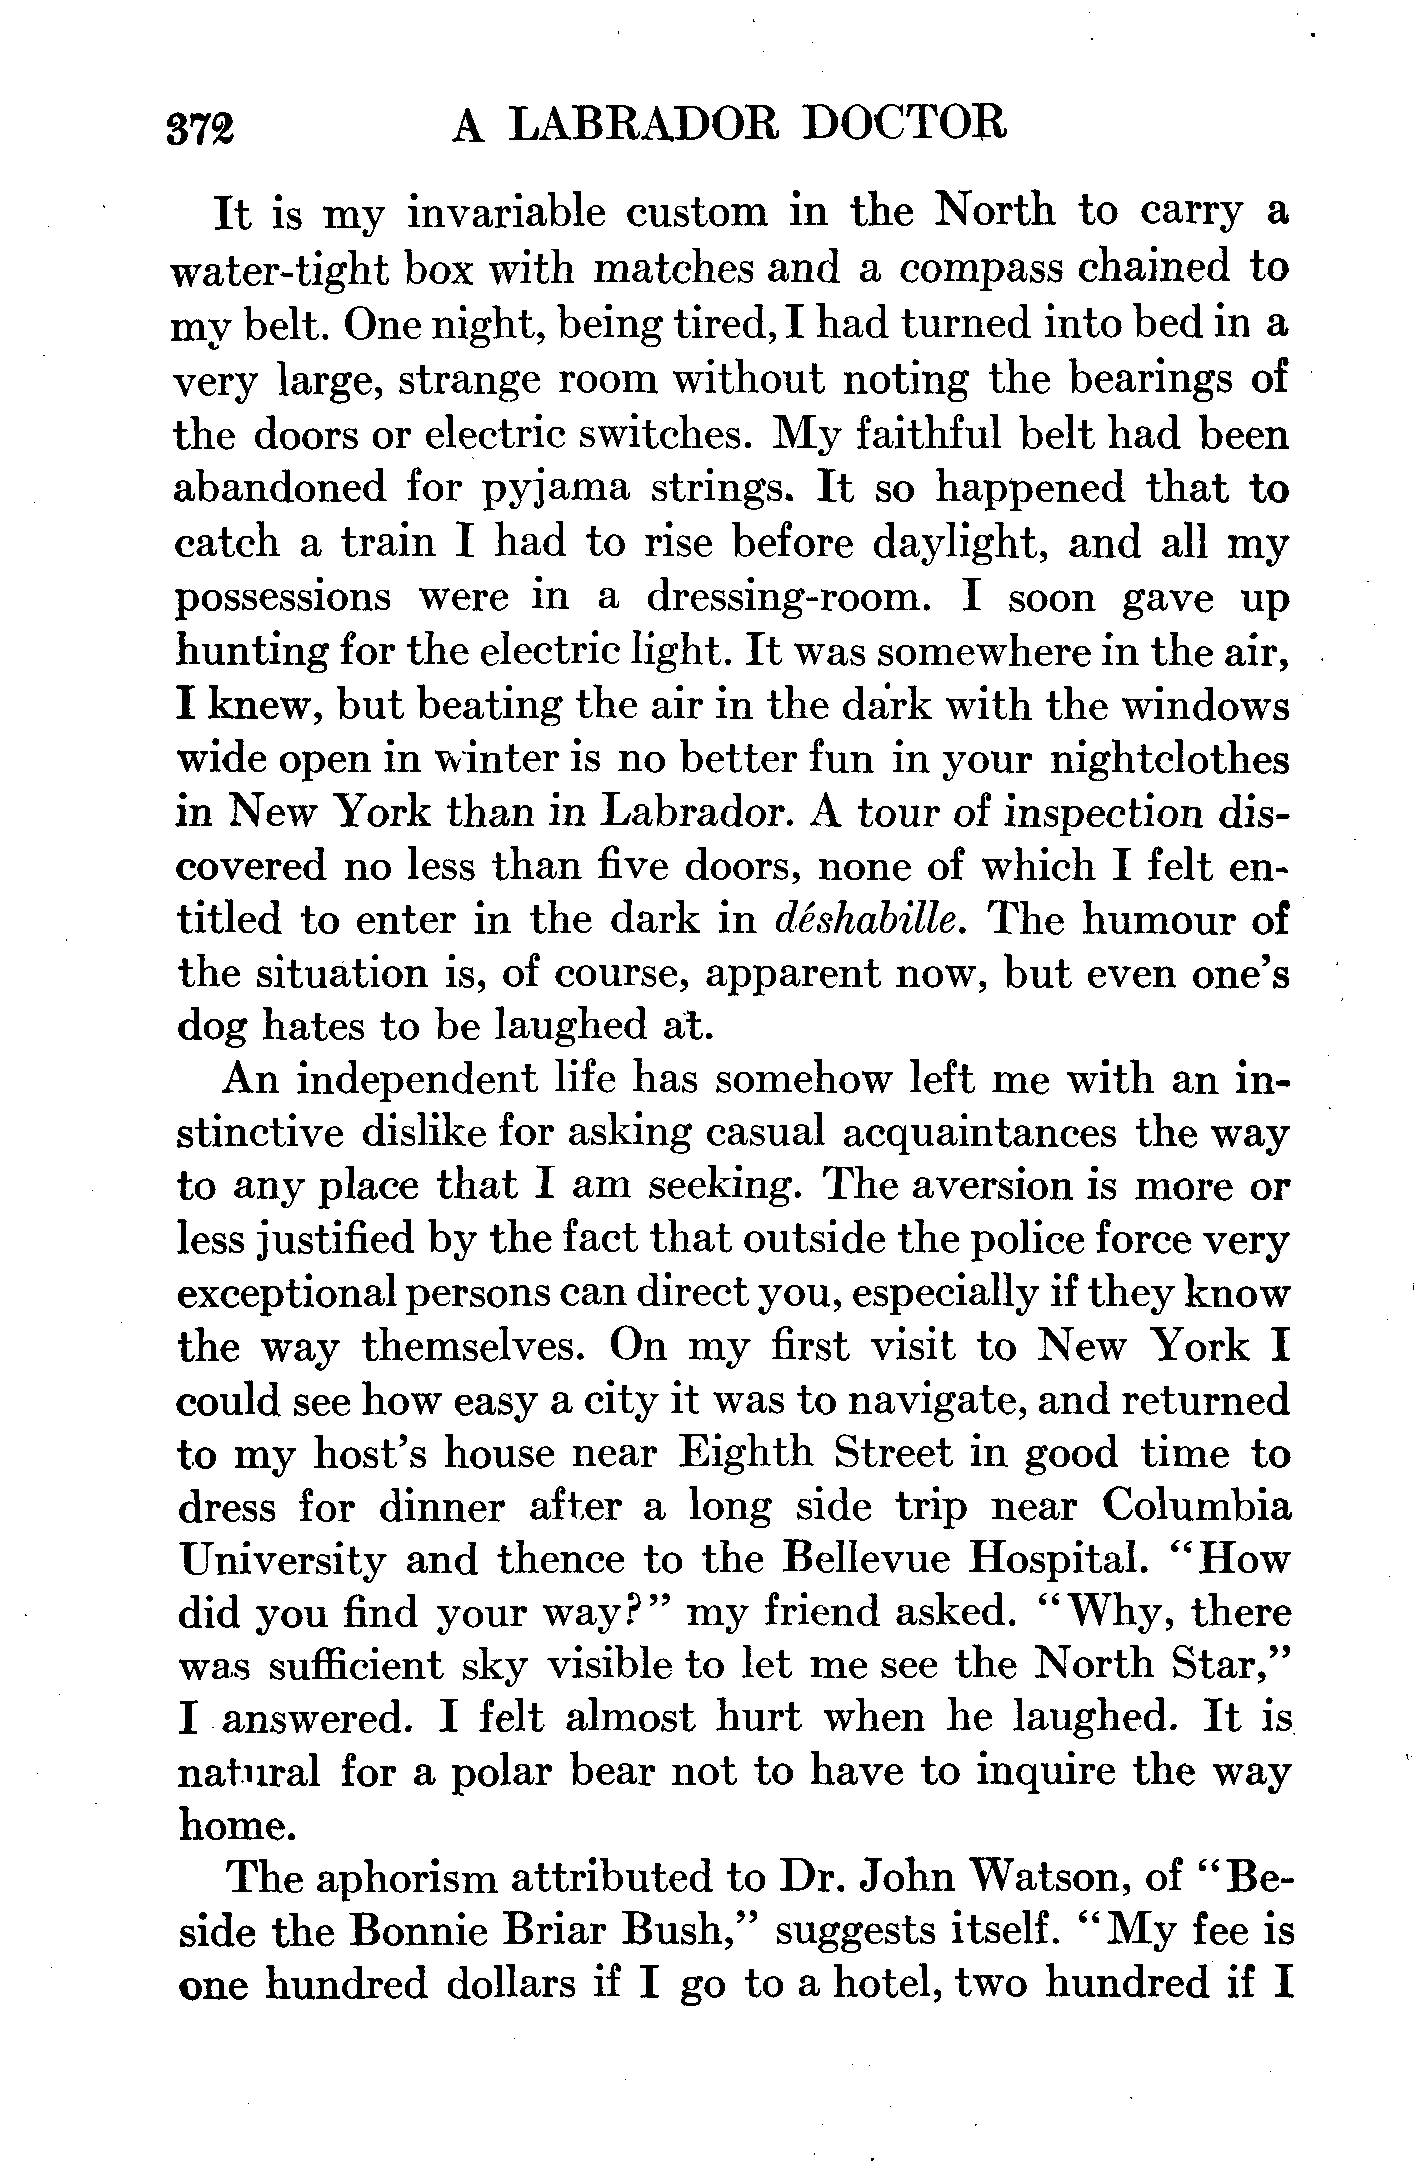 372 A LABRADOR DOCTOR
It is my invariable custom in the North to carry a
water-tight box with matches and a compass chained to
my belt. One night, being tired, I had turned into bed in a
very large, strange room without noting the bearings of
the doors or electric switches. My faithful belt had been
abandoned for pyjama strings. It so happened that to
catch a train I had to rise before daylight, and all my
possessions were in a dressing-room. I soon gave up
hunting for the electric light. It was somewhere in the air,
I knew, but beating the air in the dark with the windows
wide open in winter is no better fun in your nightclothes
in New York than in Labrador. A tour of inspection dis-
covered no less than five doors, none of which I felt en-
titled to enter in the dark in déshabille. The humour of
the situation is, of course, apparent now, but even one's
dog hates to be laughed at.
An independent life has somehow left me with an in-
stinctive dislike for asking casual acquaintances the way
to any place that I am seeking. The aversion is more or
less justified by the fact that outside the police force very
exceptional persons can direct you, especially if they know
the way themselves. On my first visit to New York I
could see how easy a city it was to navigate, and returned
to my host's house near Eighth Street in good time to
dress for dinner after a long side trip near Columbia
University and thence to the Bellevue Hospital. "How
did you find your way?" my friend asked. "Why, there
was sufficient sky visible to let me see the North Star,"
I answered. I felt almost hurt when he laughed. It is
natural for a polar bear not to have to inquire the way
home.
The aphorism attributed to Dr. John Watson, of "Be-
side the Bonnie Briar Bush," suggests itself. "My fee is
one hundred dollars if I go to a hotel, two hundred if I